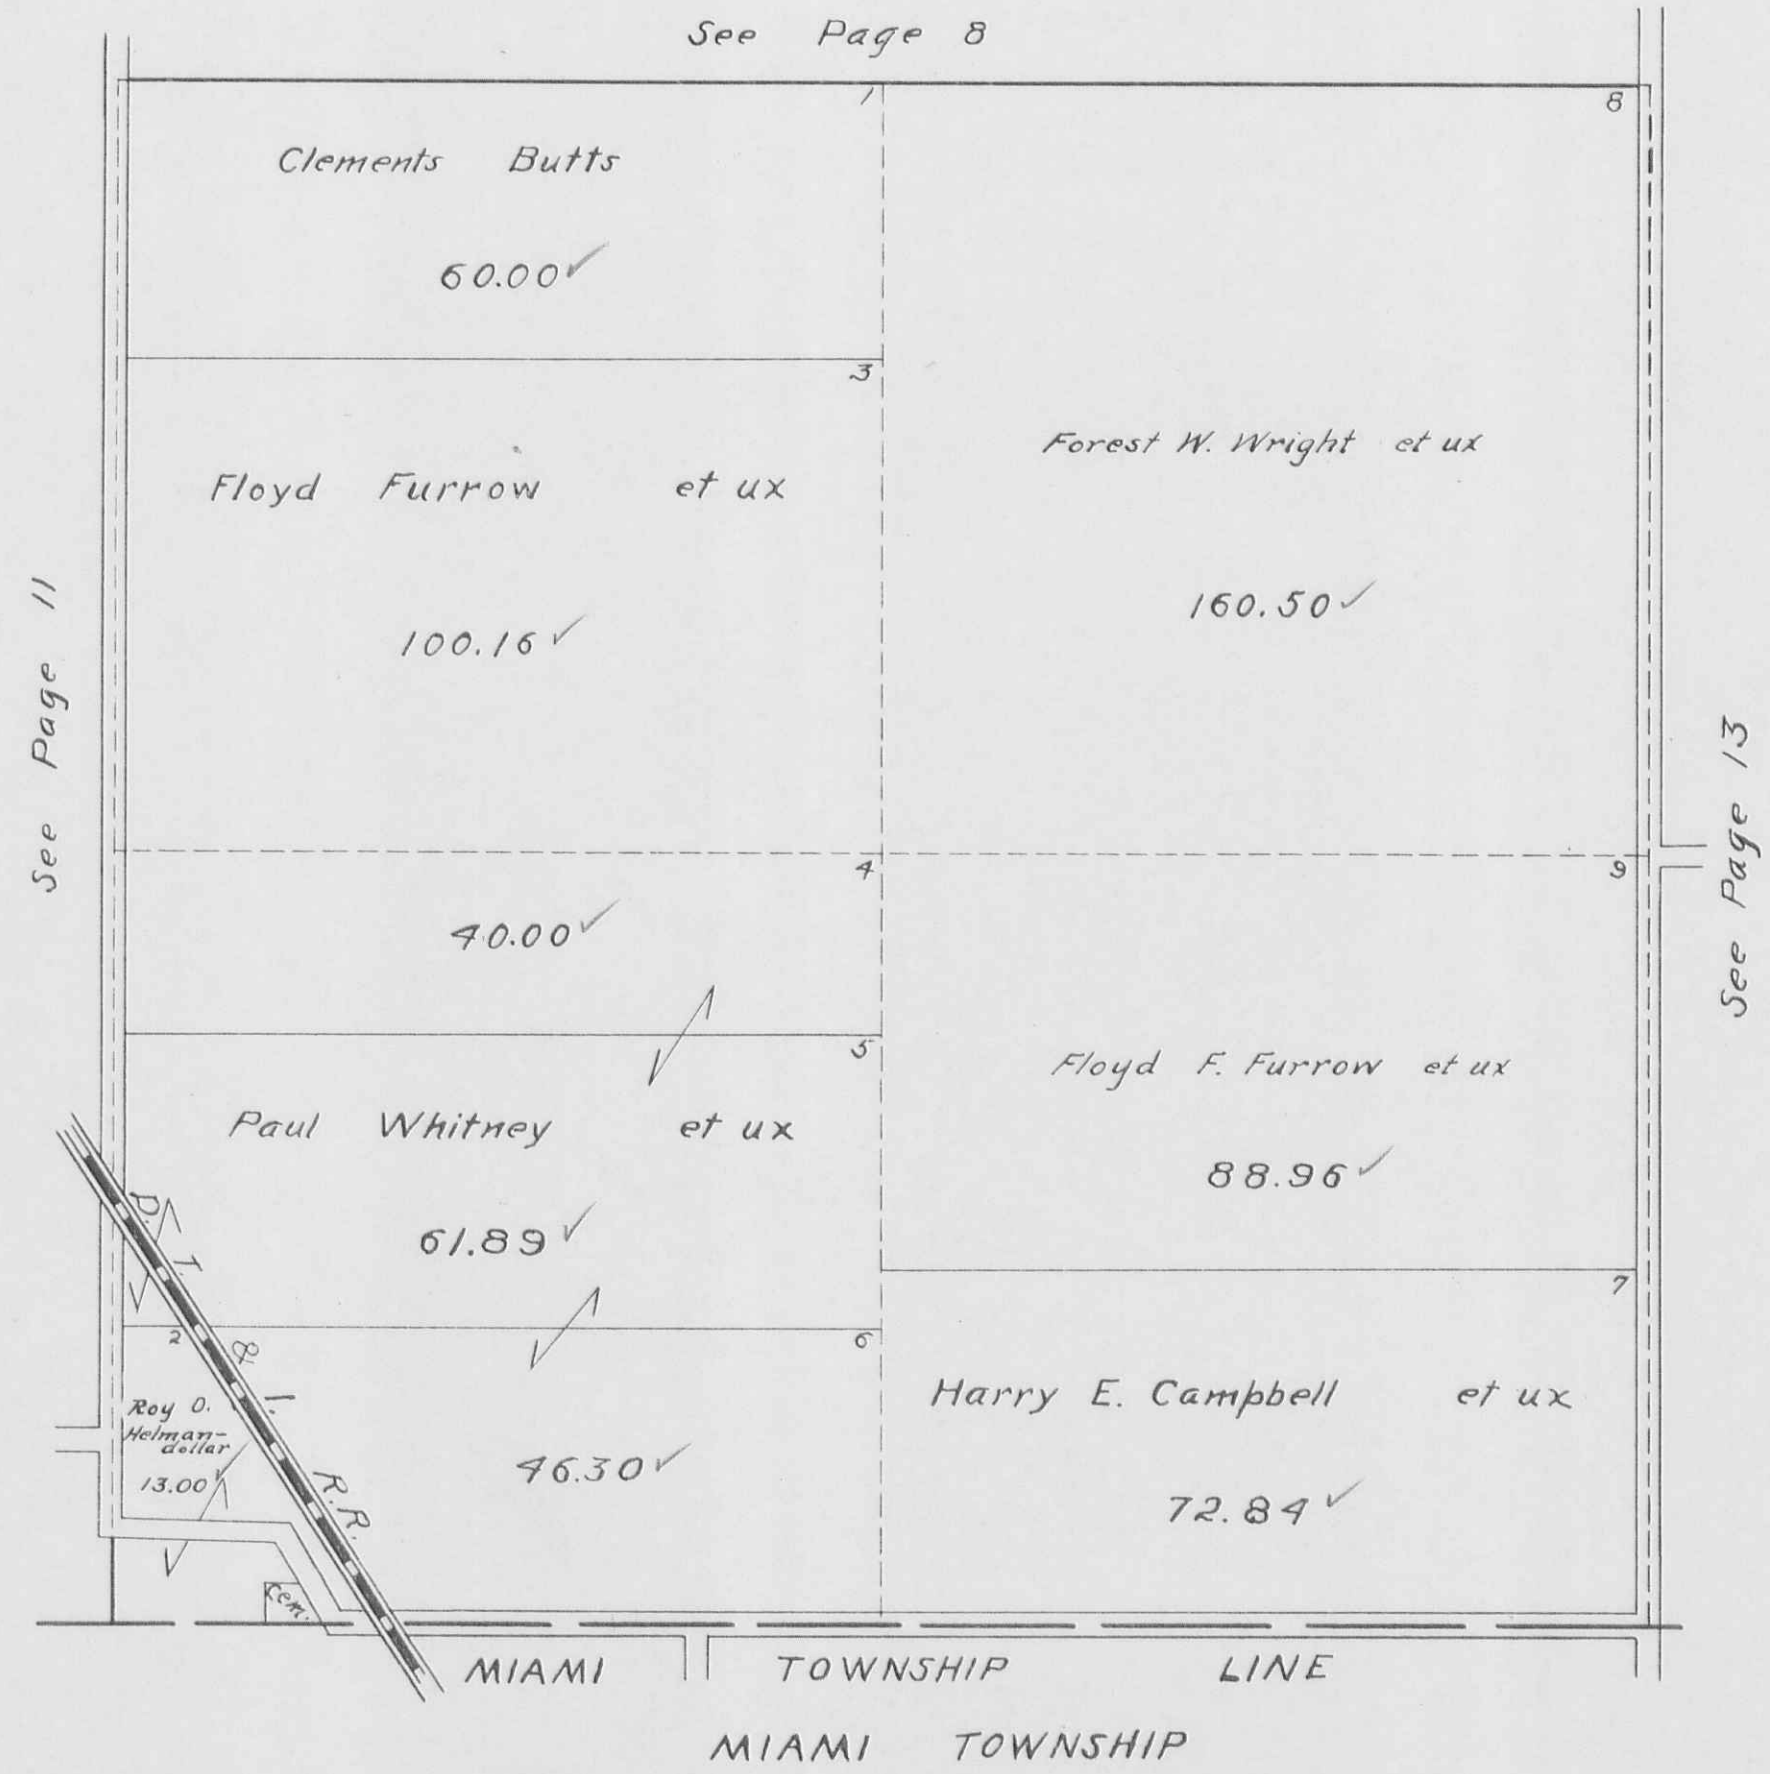 See Page 8
1
8
Clements Butts
60.00✓
3
Floyd Furrow et ux
100.16✓
Forest W. Wright et ux
160.50✓
See Page 11
See Page 13
4
9
40.00✓
5
Paul Whitney et ux
61.89✓
Floyd F. Furrow et ux
88.96✓
7
D. T. & I. R.R.
2
6
Roy O.
Helman-
dollar
13.00✓
46.30✓
Harry E. Campbell et ux
72.84✓
Cem.
MIAMI TOWNSHIP LINE
MIAMI TOWNSHIP